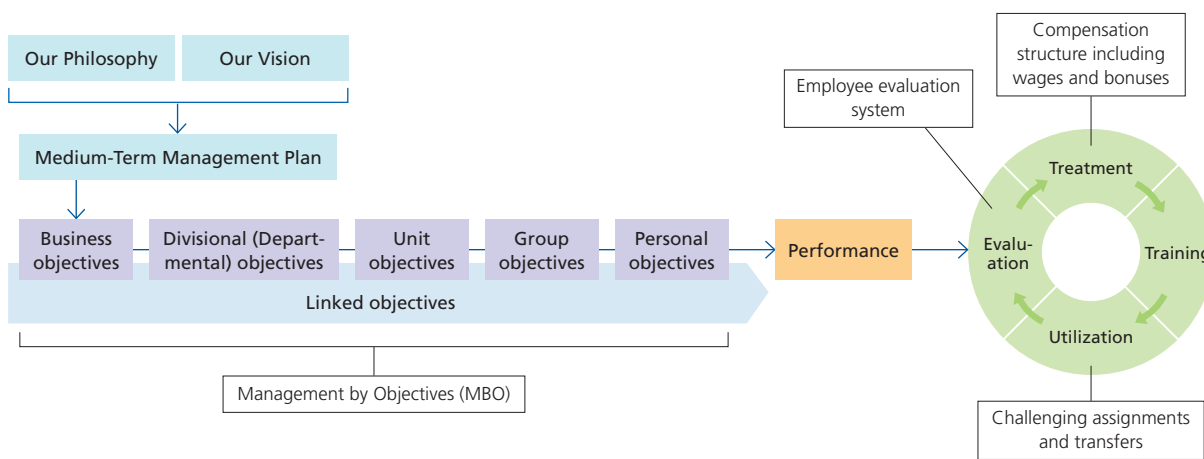 Our Philosophy
Our Vision
Medium-Term Management Plan
Business
objectives
Divisional (Depart-
mental) objectives
Unit
objectives
Group
objectives
Personal
objectives
Linked objectives
Management by Objectives (MBO)
Performance
Employee evaluation
system
Compensation
structure including
wages and bonuses
Treatment
Evalu-
ation
Training
Utilization
Challenging assignments
and transfers